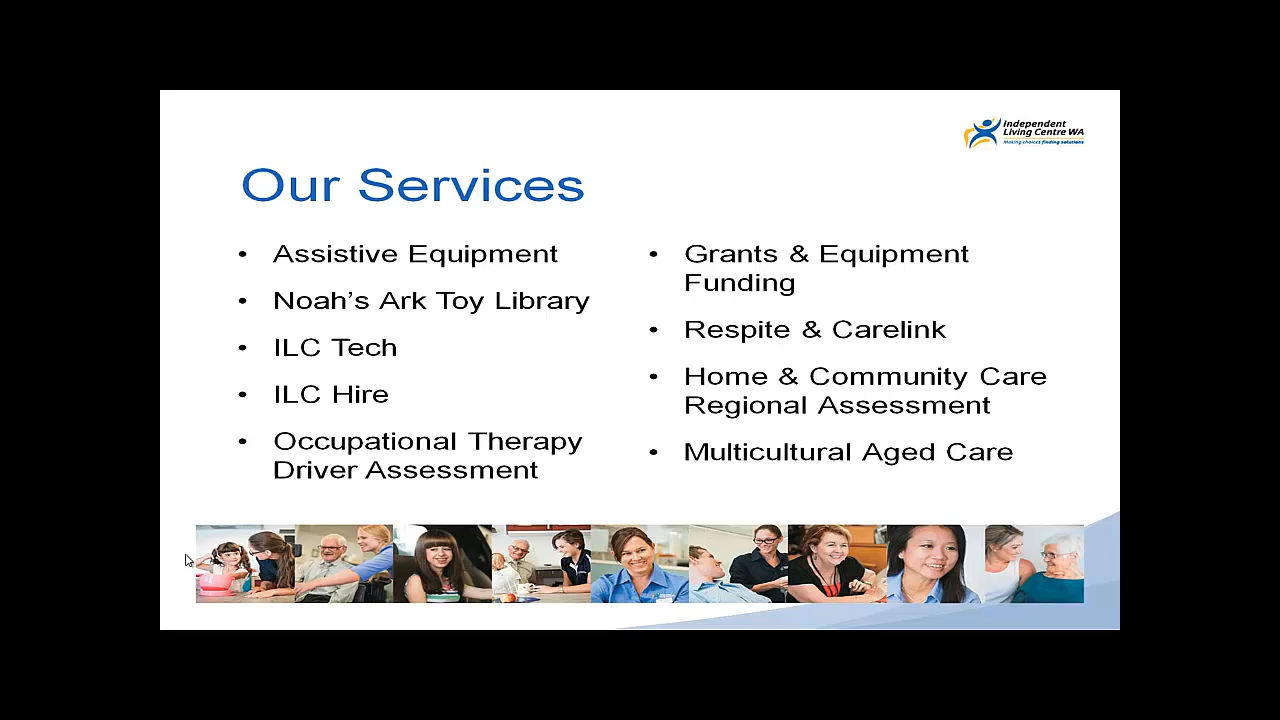 Independent
Living Centre WA
Making choices finding solutions
Our Services
• Assistive Equipment
• Noah’s Ark Toy Library
• ILC Tech
• ILC Hire
• Occupational Therapy
Driver Assessment
• Grants & Equipment
Funding
• Respite & Carelink
• Home & Community Care
Regional Assessment
• Multicultural Aged Care